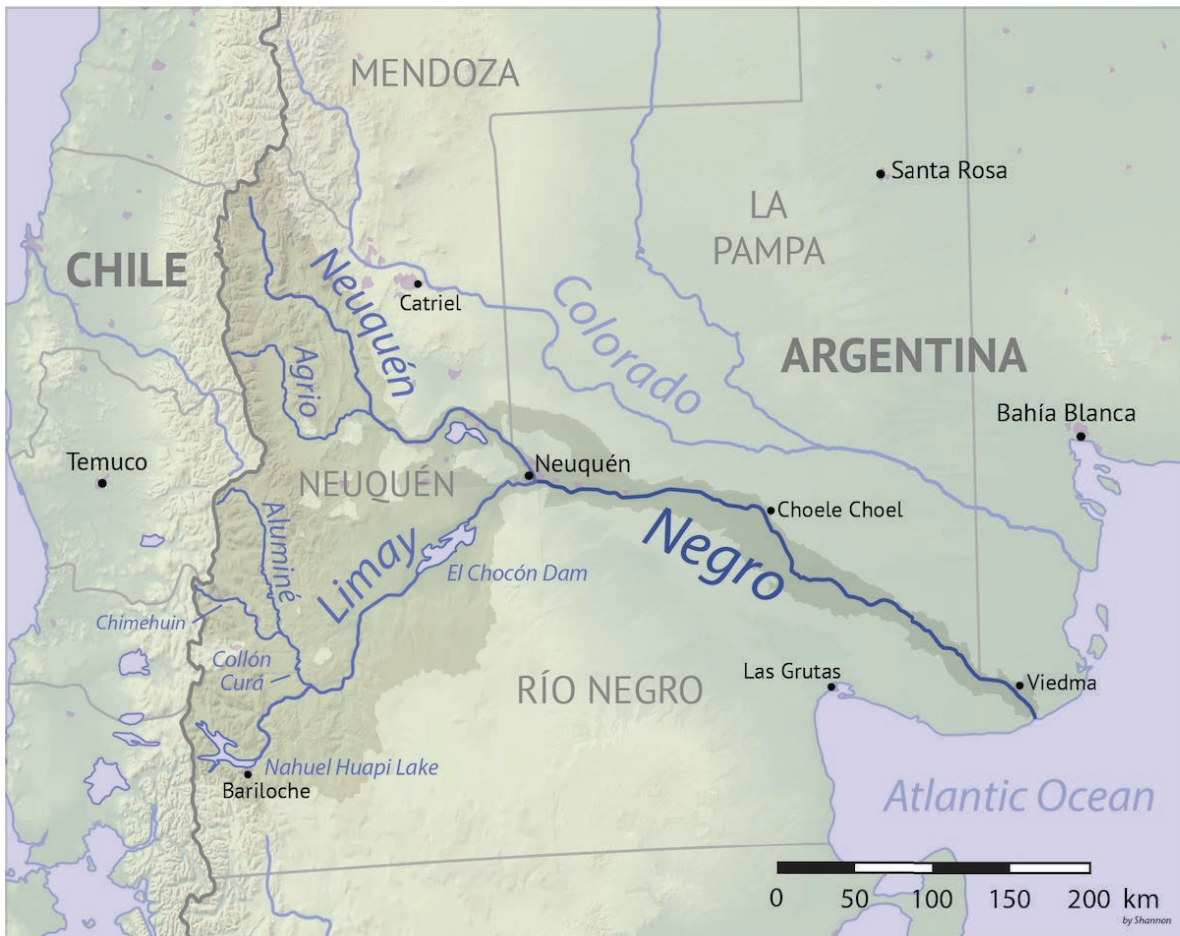 MENDOZA
Santa Rosa
LA
PAMPA
CHILE
Neuquén
Catriel
Colorado
ARGENTINA
Agrio
Bahía Blanca
Temuco
Neuquén
NEUQUÉN
Choele Choel
Aluminé
Limay
Negro
El Chocón Dam
Chimehuin
Collón
Curá
RÍO NEGRO
Las Grutas
Viedma
Nahuel Huapi Lake
Bariloche
Atlantic Ocean
0 50 100 150 200 km
by Shannon